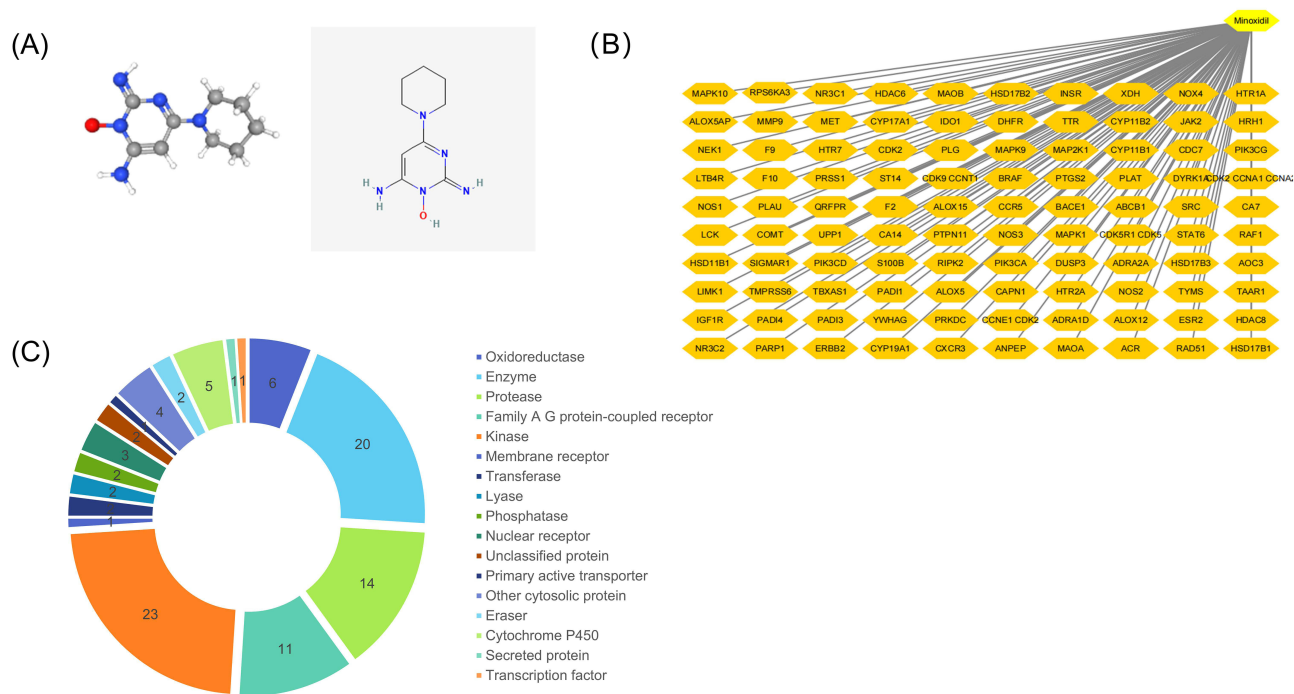 (A)
N
N
N
N
H
H
N
H
O
H
(B)
Minoxidil
MAPK10 RPS6KA3 NR3C1 HDAC6 MAOB HSD17B2 INSR XDH NOX4 HTR1A
ALOX5AP MMP9 MET CYP17A1 IDO1 DHFR TTR CYP11B2 JAK2 HRH1
NEK1 F9 HTR7 CDK2 PLG MAPK9 MAP2K1 CYP11B1 CDC7 PIK3CG
LTB4R F10 PRSS1 ST14 CDK9 CCNT1 BRAF PTGS2 PLAT DYRK1A CDK2 CCNA1 CCNA2
NOS1 PLAU QRFPR F2 ALOX15 CCR5 BACE1 ABCB1 SRC CA7
LCK COMT UPP1 CA14 PTPN11 NOS3 MAPK1 CDK5R1 CDK5 STAT6 RAF1
HSD11B1 SIGMAR1 PIK3CD S100B RIPK2 PIK3CA DUSP3 ADRA2A HSD17B3 AOC3
LIMK1 TMPRSS6 TBXAS1 PADI1 ALOX5 CAPN1 HTR2A NOS2 TYMS TAAR1
IGF1R PADI4 PADI3 YWHAG PRKDC CCNE1 CDK2 ADRA1D ALOX12 ESR2 HDAC8
NR3C2 PARP1 ERBB2 CYP19A1 CXCR3 ANPEP MAOA ACR RAD51 HSD17B1
(C)
6
20
14
11
23
1
2
2
3
2
4
2
5
1
1
Oxidoreductase
Enzyme
Protease
Family A G protein-coupled receptor
Kinase
Membrane receptor
Transferase
Lyase
Phosphatase
Nuclear receptor
Unclassified protein
Primary active transporter
Other cytosolic protein
Eraser
Cytochrome P450
Secreted protein
Transcription factor